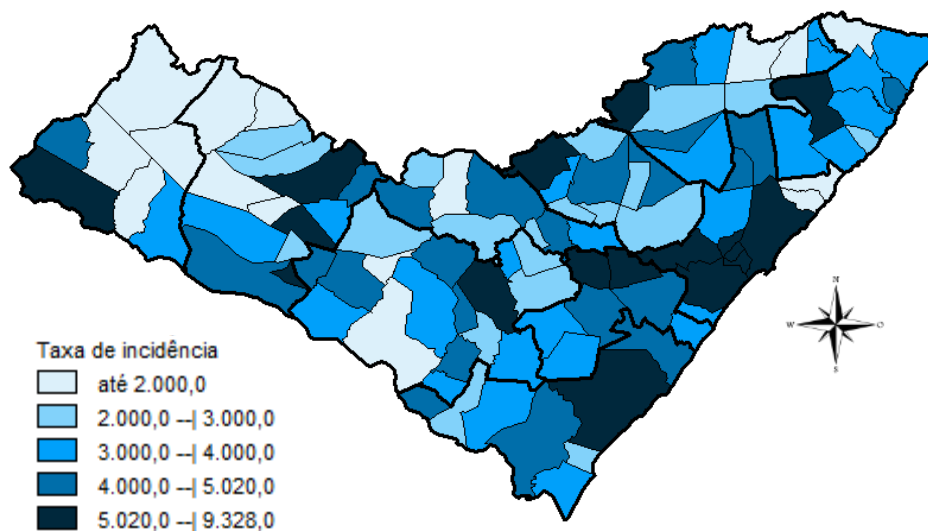 N
W
O
S
Taxa de incidência
até 2.000,0
2.000,0 --| 3.000,0
3.000,0 --| 4.000,0
4.000,0 --| 5.020,0
5.020,0 --| 9.328,0